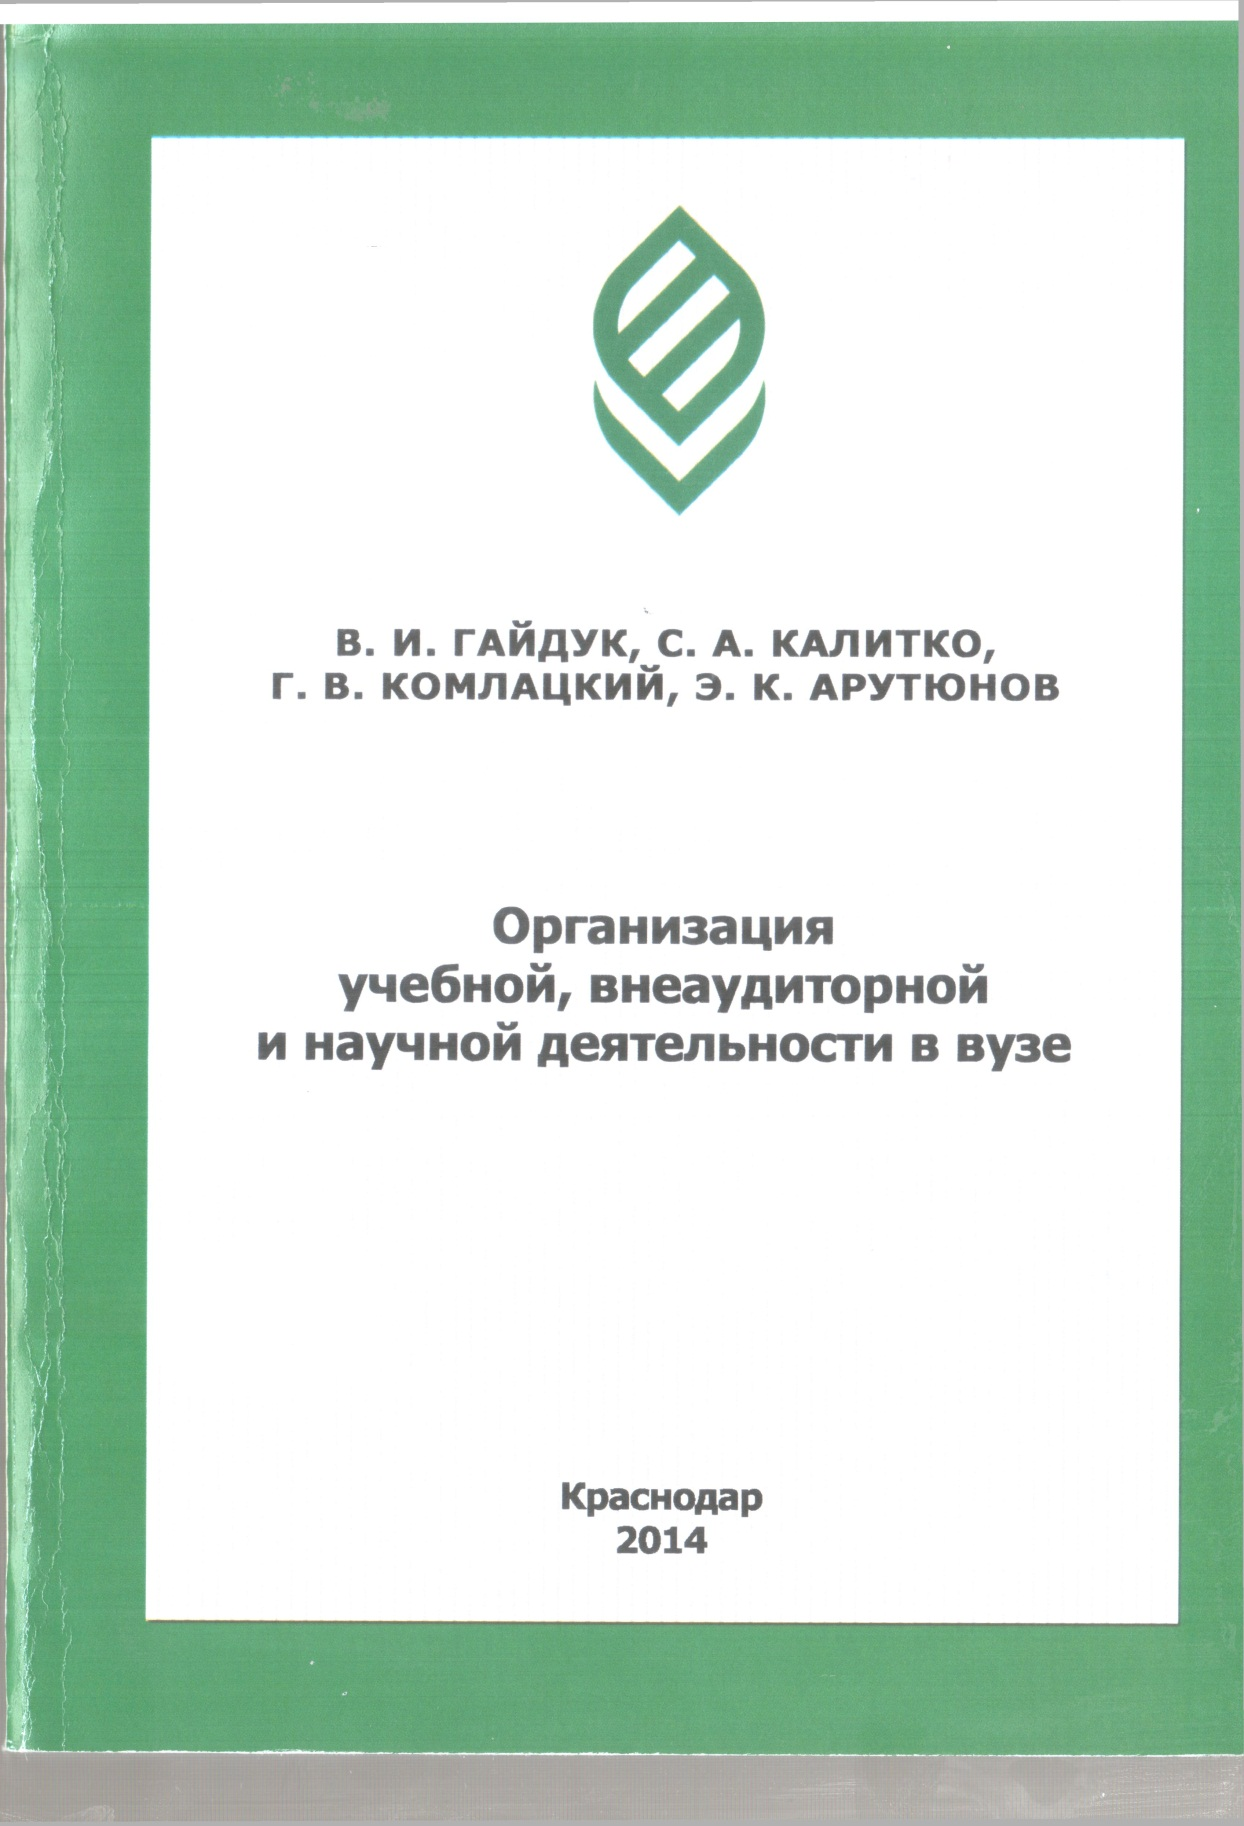 В. И. ГАЙДУК, С. А. КАЛИТКО,
Г. В. КОМЛАЦКИЙ, Э. К. АРУТЮНОВ
Организация
учебной, внеаудиторной
и научной деятельности в вузе
Краснодар
2014